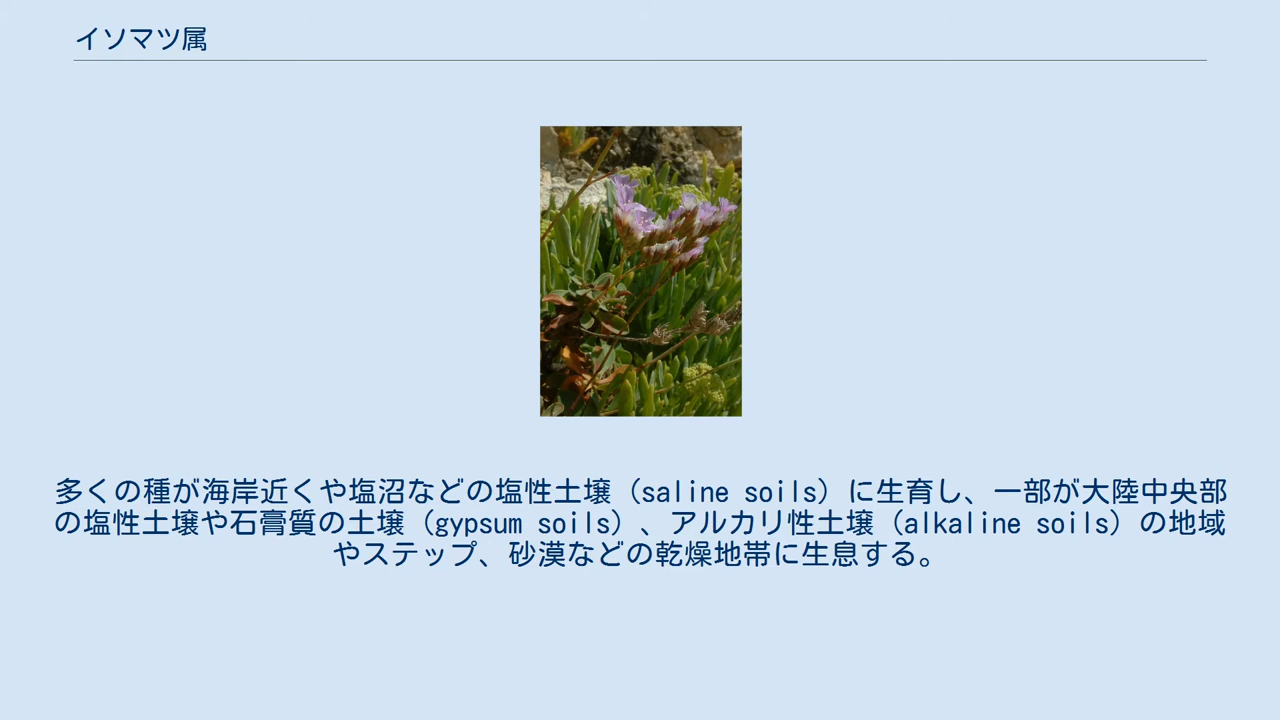 イソマツ属
多くの種が海岸近くや塩沼などの塩性土壌（saline soils）に生育し、一部が大陸中央部
の塩性土壌や石膏質の土壌（gypsum soils）、アルカリ性土壌（alkaline soils）の地域
やステップ、砂漠などの乾燥地帯に生息する。